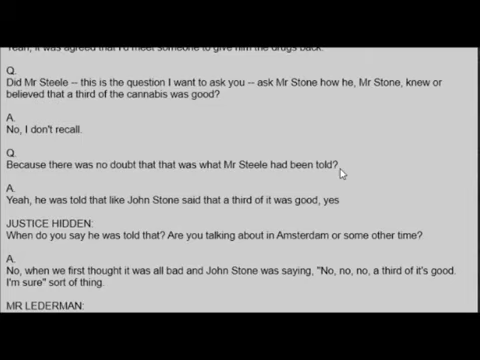 Yeah, it was agreed that I'd meet someone to give him the drugs back.
Q.
Did Mr Steele -- this is the question I want to ask you -- ask Mr Stone how he, Mr Stone, knew or
believed that a third of the cannabis was good?
A.
No, I don't recall.
Q.
Because there was no doubt that that was what Mr Steele had been told?
A.
Yeah, he was told that like John Stone said that a third of it was good, yes
JUSTICE HIDDEN:
When do you say he was told that? Are you talking about in Amsterdam or some other time?
A.
No, when we first thought it was all bad and John Stone was saying, "No, no, no, a third of it's good.
I'm sure" sort of thing.
MR LEDERMAN: